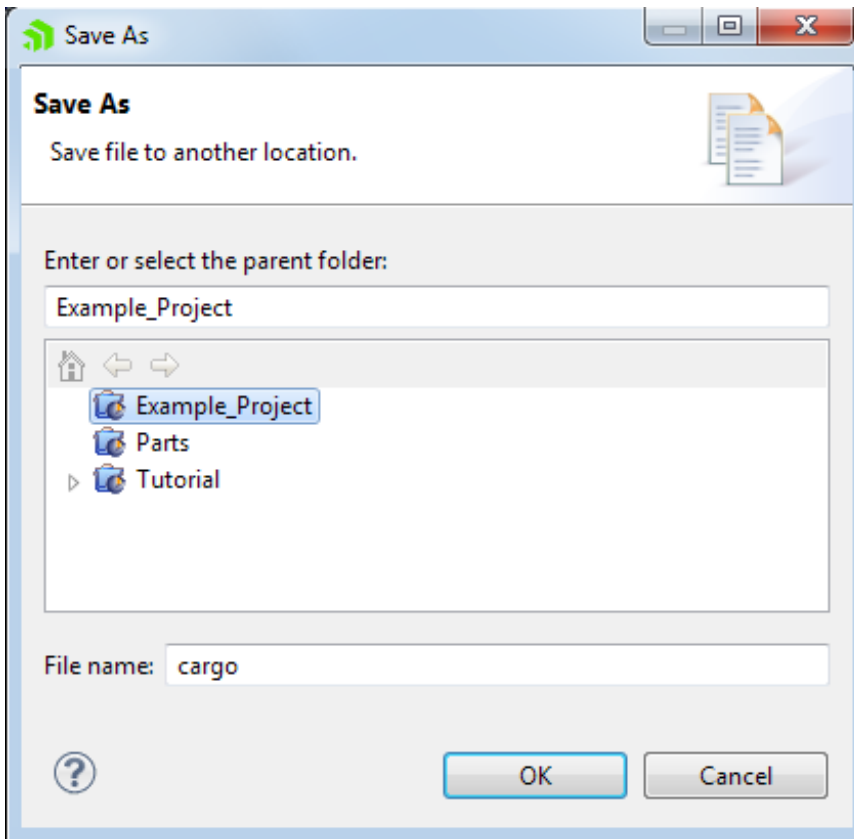 Save As
Save As
Save file to another location.
Enter or select the parent folder:
Example_Project
Example_Project
Parts
Tutorial
File name: cargo
? OK Cancel